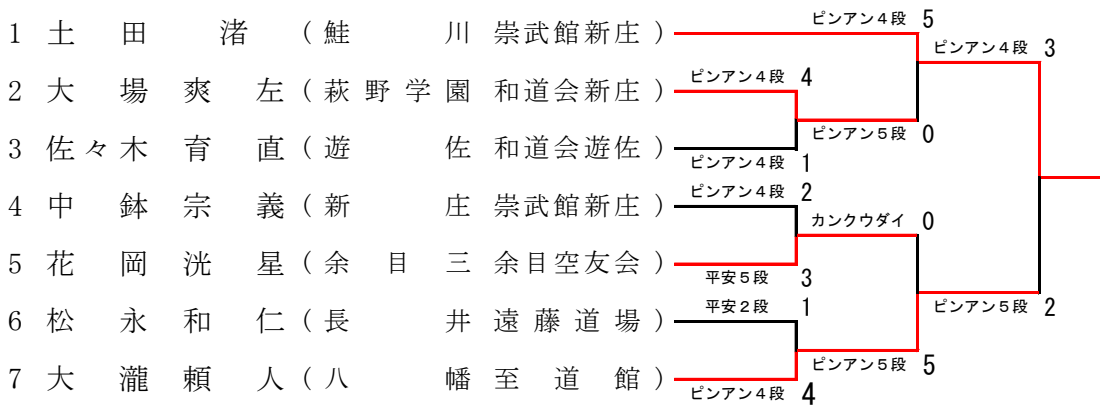 ピンアン４段 5
1 土田 渚 (鮭川 崇武館新庄)
ピンアン４段 3
ピンアン４段 4
2 大場爽左 (萩野学園 和道会新庄)
ピンアン５段 0
3 佐々木育直 (遊佐 和道会遊佐)
ピンアン４段 1
ピンアン４段 2
4 中鉢宗義 (新庄 崇武館新庄)
カンクウダイ 0
5 花岡洸星 (余目三 余目空友会)
平安５段 3
平安２段 1
ピンアン５段 2
6 松永和仁 (長井 遠藤道場)
ピンアン５段 5
7 大瀧頼人 (八幡 至道館)
ピンアン４段 4